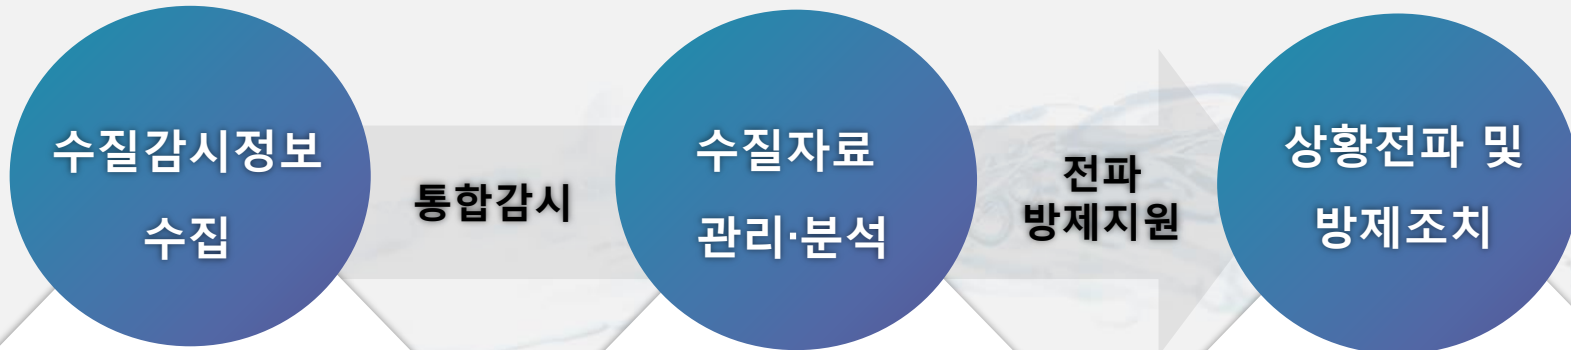 수질감시정보
수집
통합감시
수질자료
관리·분석
전파
방제지원
상황전파 및
방제조치